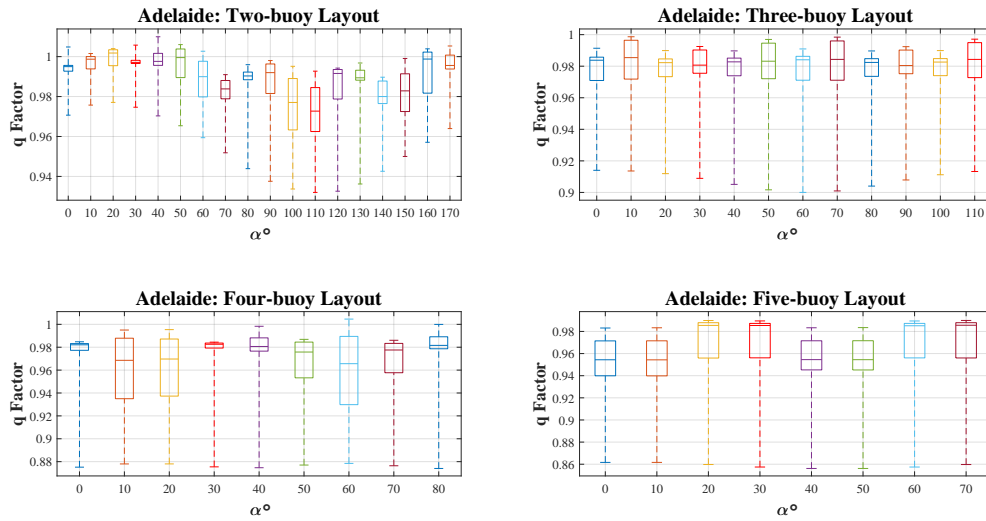 Adelaide: Two-buoy Layout
1
0.98
0.96
0.94
q Factor
0 10 20 30 40 50 60 70 80 90 100 110 120 130 140 150 160 170
α°
Adelaide: Three-buoy Layout
1
0.98
0.96
0.94
0.92
0.9
q Factor
0 10 20 30 40 50 60 70 80 90 100 110
α°
Adelaide: Four-buoy Layout
1
0.98
0.96
0.94
0.92
0.9
0.88
q Factor
0 10 20 30 40 50 60 70 80
α°
Adelaide: Five-buoy Layout
0.98
0.96
0.94
0.92
0.9
0.88
0.86
q Factor
0 10 20 30 40 50 60 70
α°